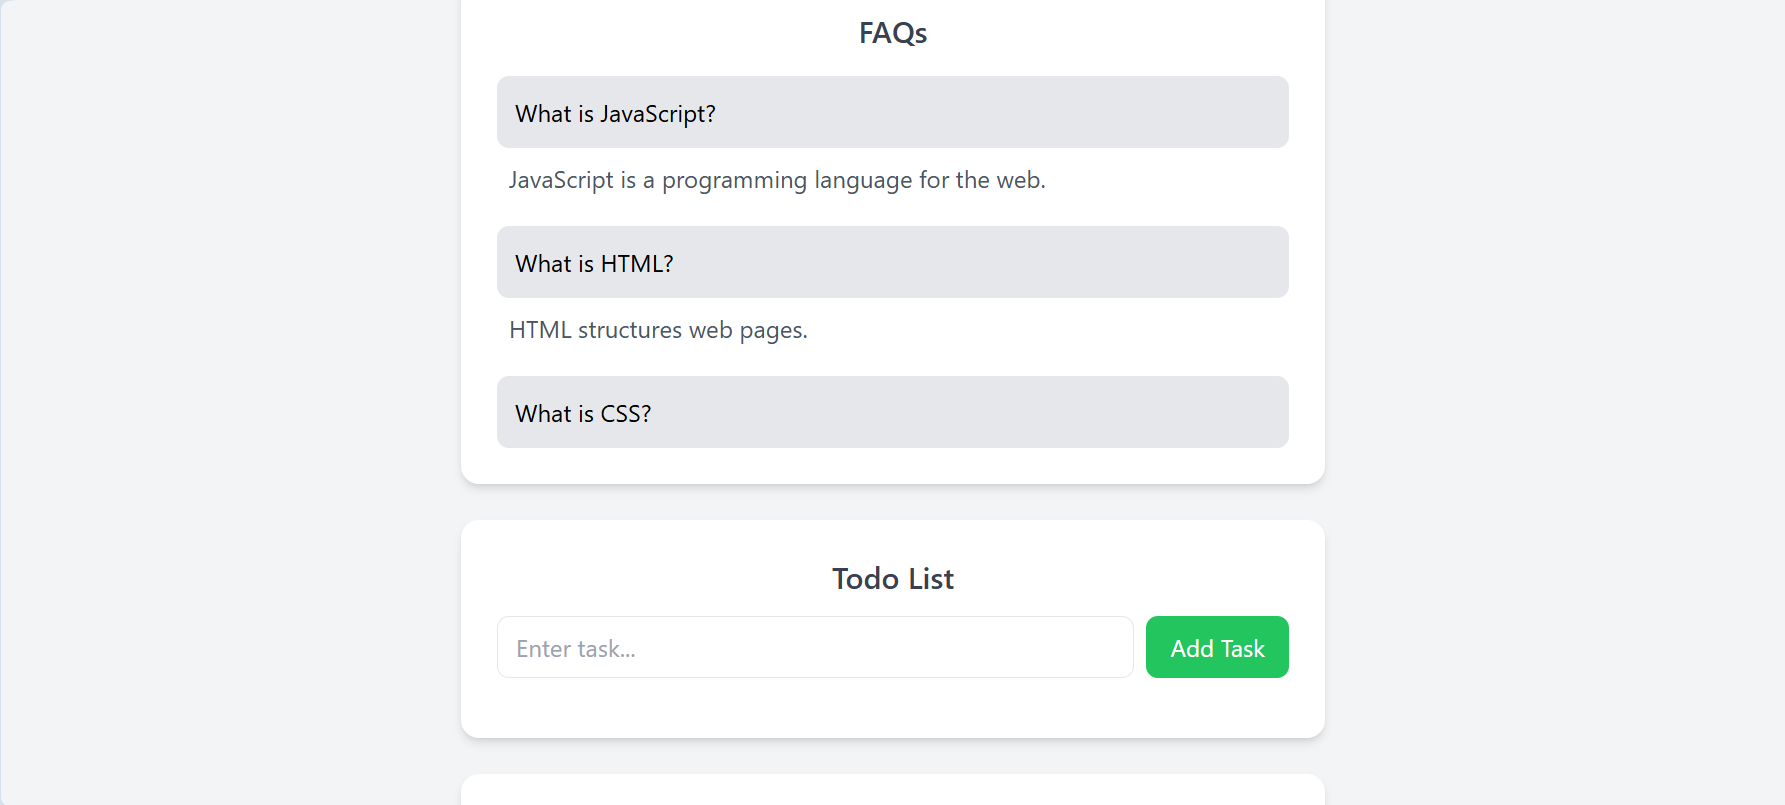 FAQs
What is JavaScript?
JavaScript is a programming language for the web.
What is HTML?
HTML structures web pages.
What is CSS?
Todo List
Enter task...
Add Task